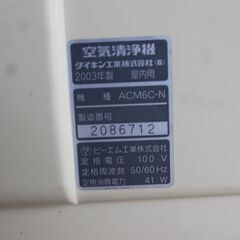 空気清浄機
ダイキン工業株式会社(B)
2003年製 屋内用
機種 ACM6C-N
製造番号
2086712
ピーエム工業株式会社
定格電圧 100V
定格周波数 50/60Hz
定格消費電力 41W